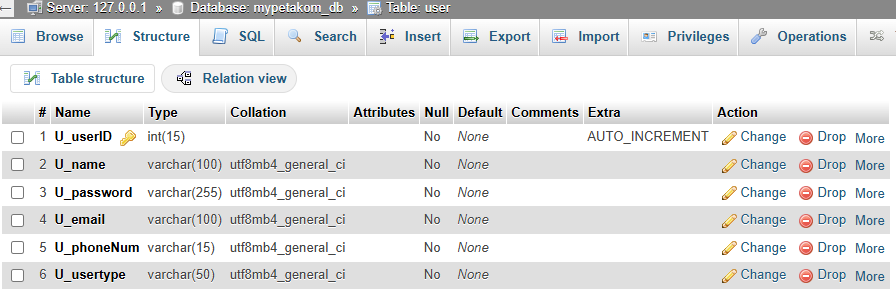 Server: 127.0.0.1 » Database: mypetakom_db » Table: user
Browse Structure SQL Search Insert Export Import Privileges Operations
Table structure Relation view
# Name Type Collation Attributes Null Default Comments Extra Action
1 U_userID int(15) No None AUTO_INCREMENT Change Drop More
2 U_name varchar(100) utf8mb4_general_ci No None Change Drop More
3 U_password varchar(255) utf8mb4_general_ci No None Change Drop More
4 U_email varchar(100) utf8mb4_general_ci No None Change Drop More
5 U_phoneNum varchar(15) utf8mb4_general_ci No None Change Drop More
6 U_usertype varchar(50) utf8mb4_general_ci No None Change Drop More